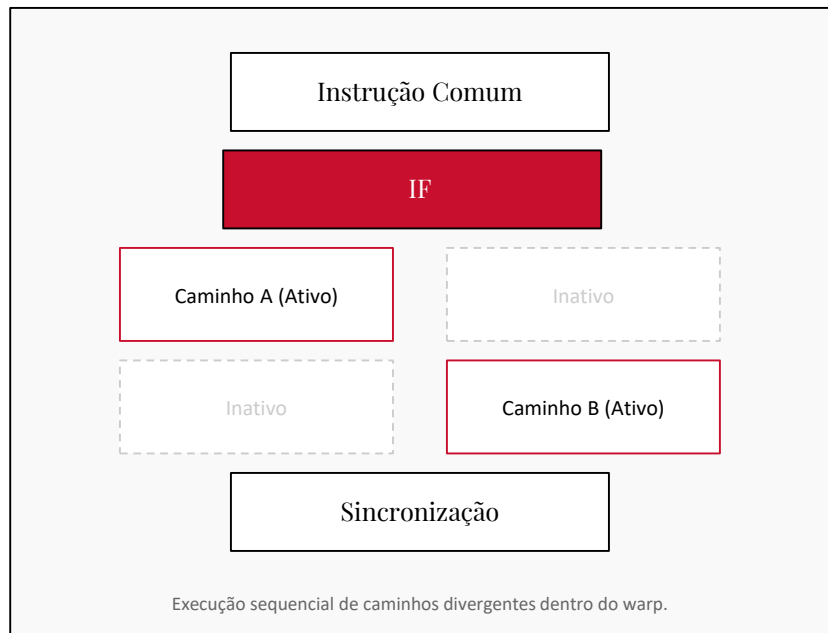 Instrução Comum
IF
Caminho A (Ativo)
Inativo
Inativo
Caminho B (Ativo)
Sincronização
Execução sequencial de caminhos divergentes dentro do warp.